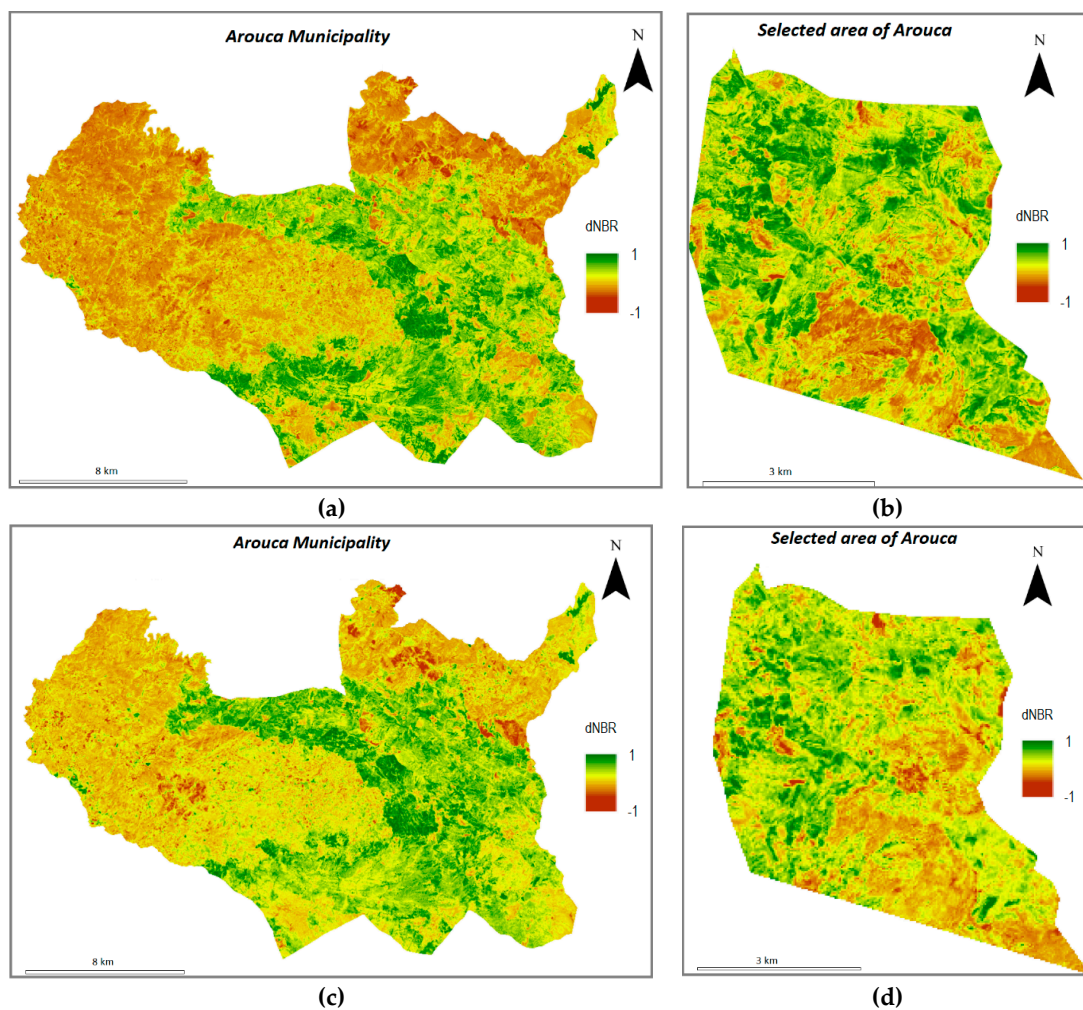 Arouca Municipality
N
dNBR
1
-1
8 km
(a)
Selected area of Arouca
N
dNBR
1
-1
3 km
(b)
Arouca Municipality
N
dNBR
1
-1
8 km
(c)
Selected area of Arouca
N
dNBR
1
-1
3 km
(d)